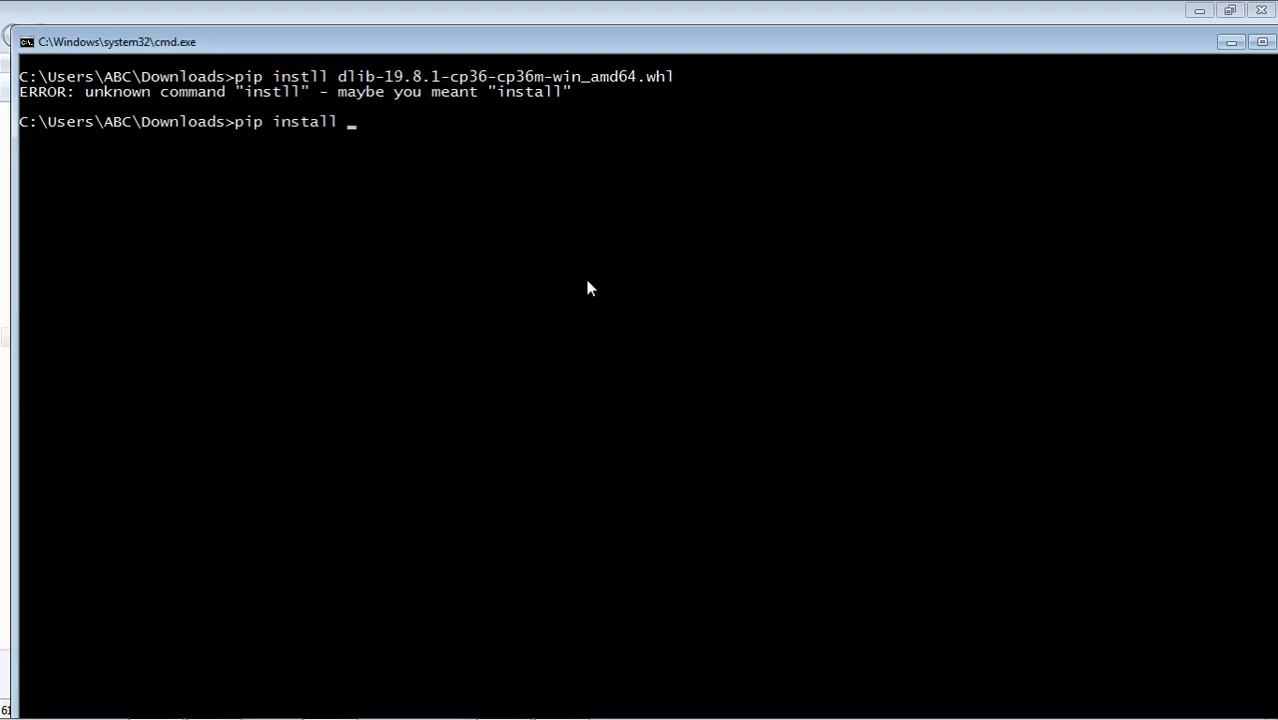 C:\Windows\system32\cmd.exe
C:\Users\ABC\Downloads>pip instll dlib-19.8.1-cp36-cp36m-win_amd64.whl
ERROR: unknown command "instll" - maybe you meant "install"
C:\Users\ABC\Downloads>pip install _
61